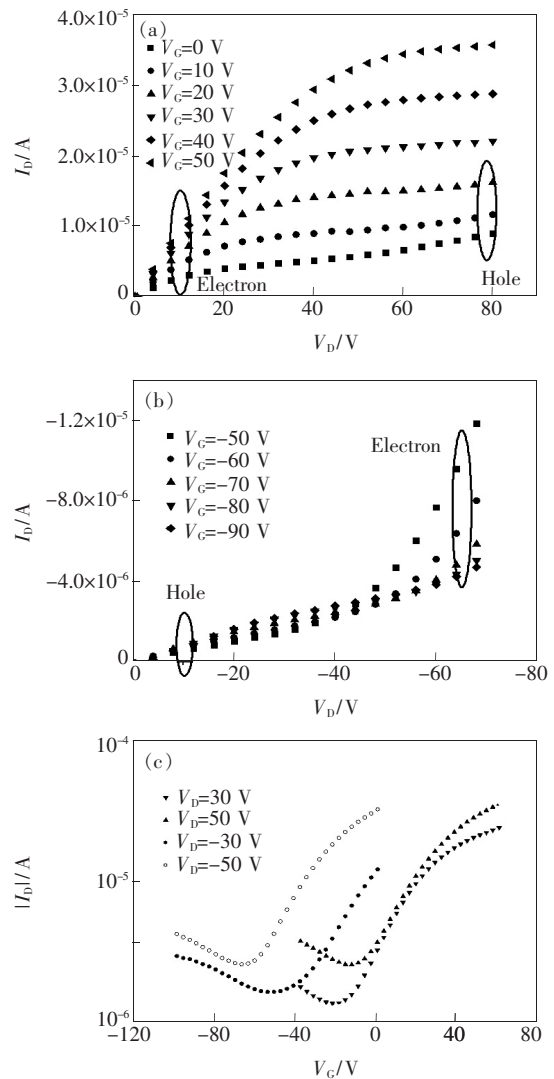 (a)
V_G=0 V
V_G=10 V
V_G=20 V
V_G=30 V
V_G=40 V
V_G=50 V
4.0×10⁻⁵
3.0×10⁻⁵
2.0×10⁻⁵
1.0×10⁻⁵
0
I_D/A
Electron
Hole
0 20 40 60 80
V_D/V
(b)
V_G=−50 V
V_G=−60 V
V_G=−70 V
V_G=−80 V
V_G=−90 V
−1.2×10⁻⁵
−8.0×10⁻⁶
−4.0×10⁻⁶
0
I_D/A
Electron
Hole
0 −20 −40 −60 −80
V_D/V
(c)
V_D=30 V
V_D=50 V
V_D=−30 V
V_D=−50 V
10⁻⁴
10⁻⁵
10⁻⁶
|I_D|/A
−120 −80 −40 0 40 80
V_G/V